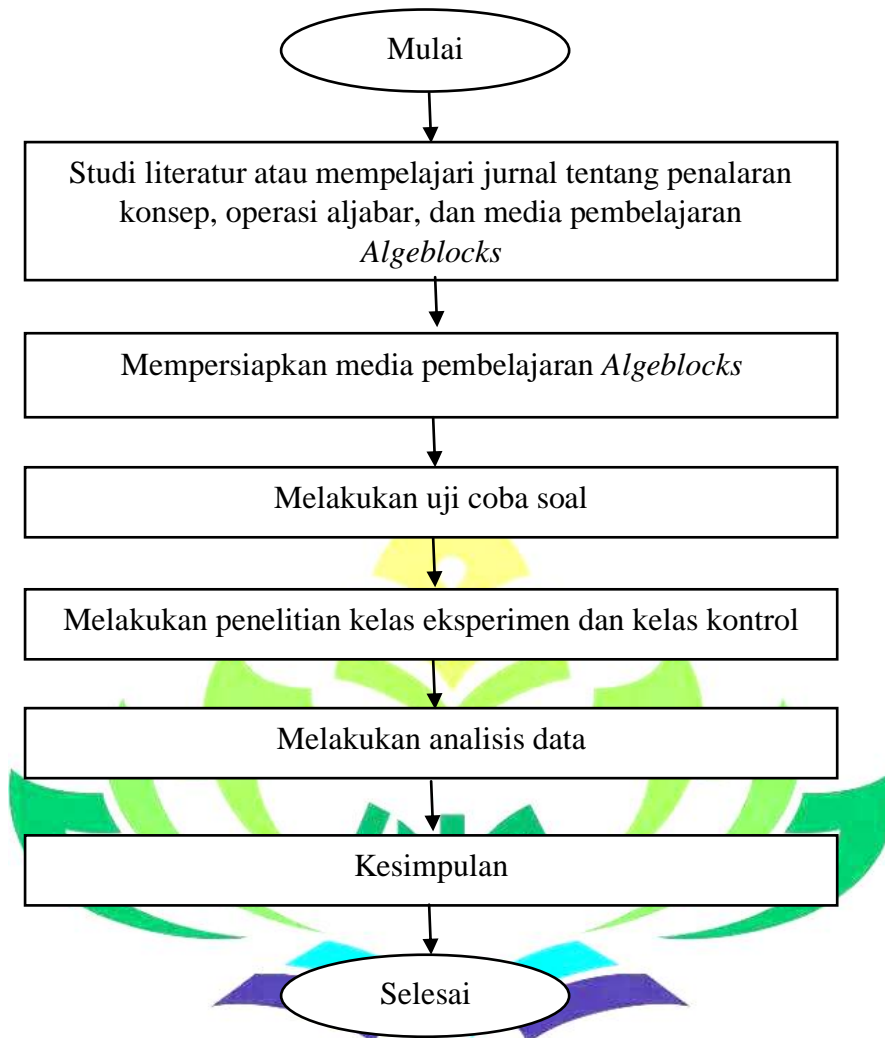 Mulai
Studi literatur atau mempelajari jurnal tentang penalaran
konsep, operasi aljabar, dan media pembelajaran
Algeblocks
Mempersiapkan media pembelajaran Algeblocks
Melakukan uji coba soal
Melakukan penelitian kelas eksperimen dan kelas kontrol
Melakukan analisis data
Kesimpulan
Selesai